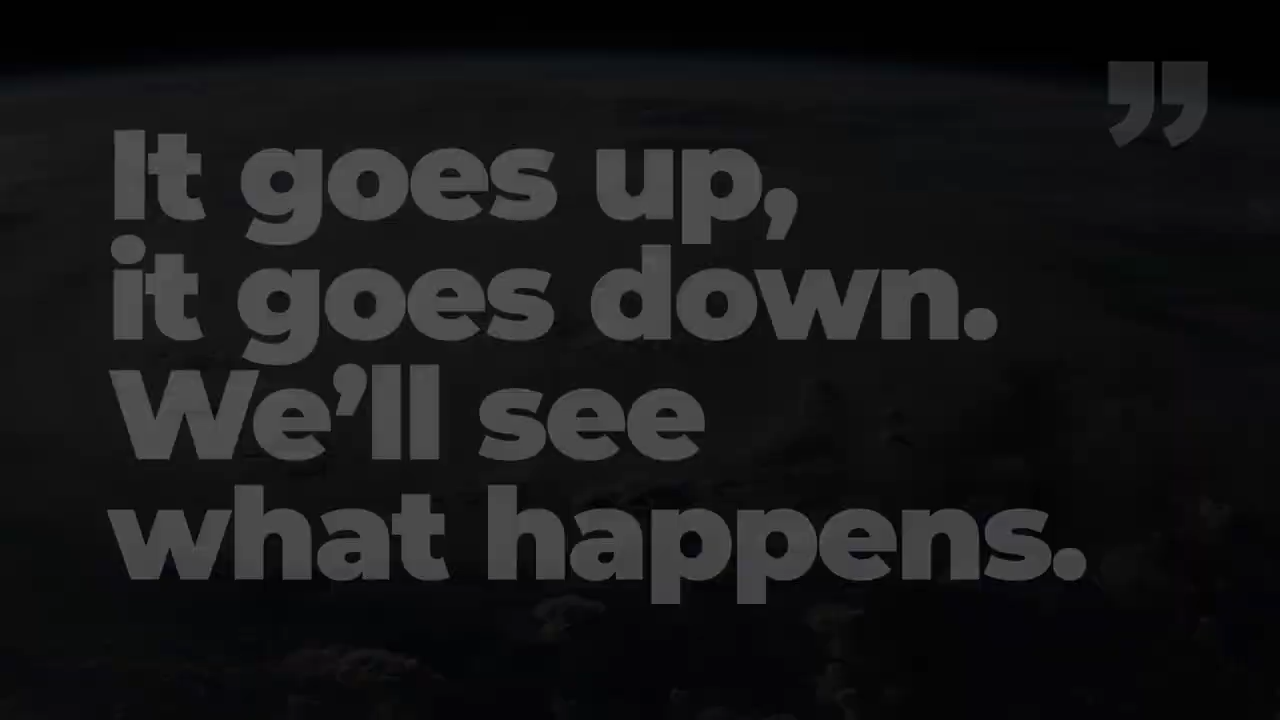 ”
It goes up,
it goes down.
We’ll see
what happens.